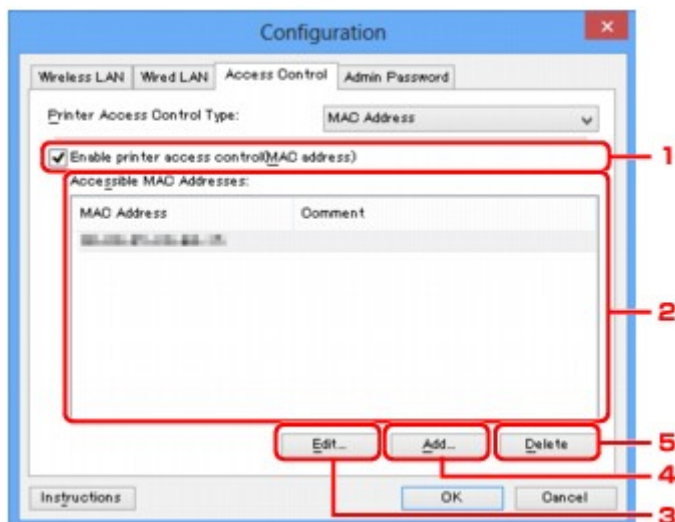 Configuration
Wireless LAN Wired LAN Access Control Admin Password
Printer Access Control Type: MAC Address
Enable printer access control(MAC address) 1
Accessible MAC Addresses:
MAC Address Comment
2
Edit... Add... Delete 5
4
Instructions OK Cancel
3